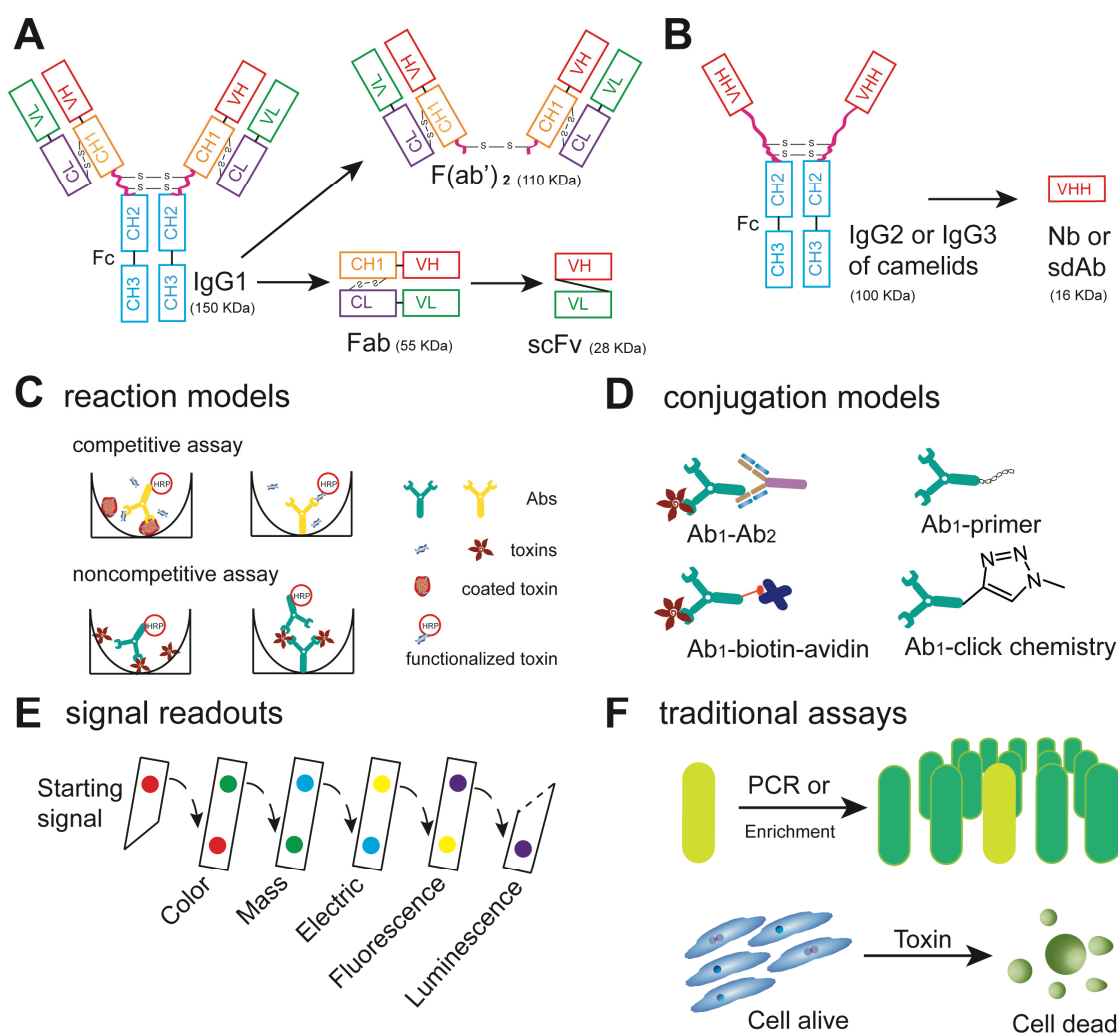 A
VL
VH
CH1
CL
-S-S-
VH
VL
CH1
CL
-S-S-
S
S
S
S
CH2
CH2
Fc
CH3
CH3
IgG1
(150 KDa)
VL
VH
CH1
CL
-S-S-
S
S
VH
VL
CH1
CL
-S-S-
F(ab')2 (110 KDa)
CH1
VH
-S-S-
CL
VL
Fab (55 KDa)
VH
VL
scFv (28 KDa)
B
VHH
VHH
S
S
S
S
CH2
CH2
Fc
CH3
CH3
IgG2 or IgG3
of camelids
(100 KDa)
VHH
Nb or
sdAb
(16 KDa)
C reaction models
competitive assay
HRP
HRP
Abs
toxins
noncompetitive assay
coated toxin
HRP
HRP
HRP
functionalized toxin
D conjugation models
Ab1-Ab2
Ab1-primer
N
N
N
Ab1-biotin-avidin
Ab1-click chemistry
E signal readouts
Starting
signal
Color
Mass
Electric
Fluorescence
Luminescence
F traditional assays
PCR or
Enrichment
Toxin
Cell alive
Cell dead